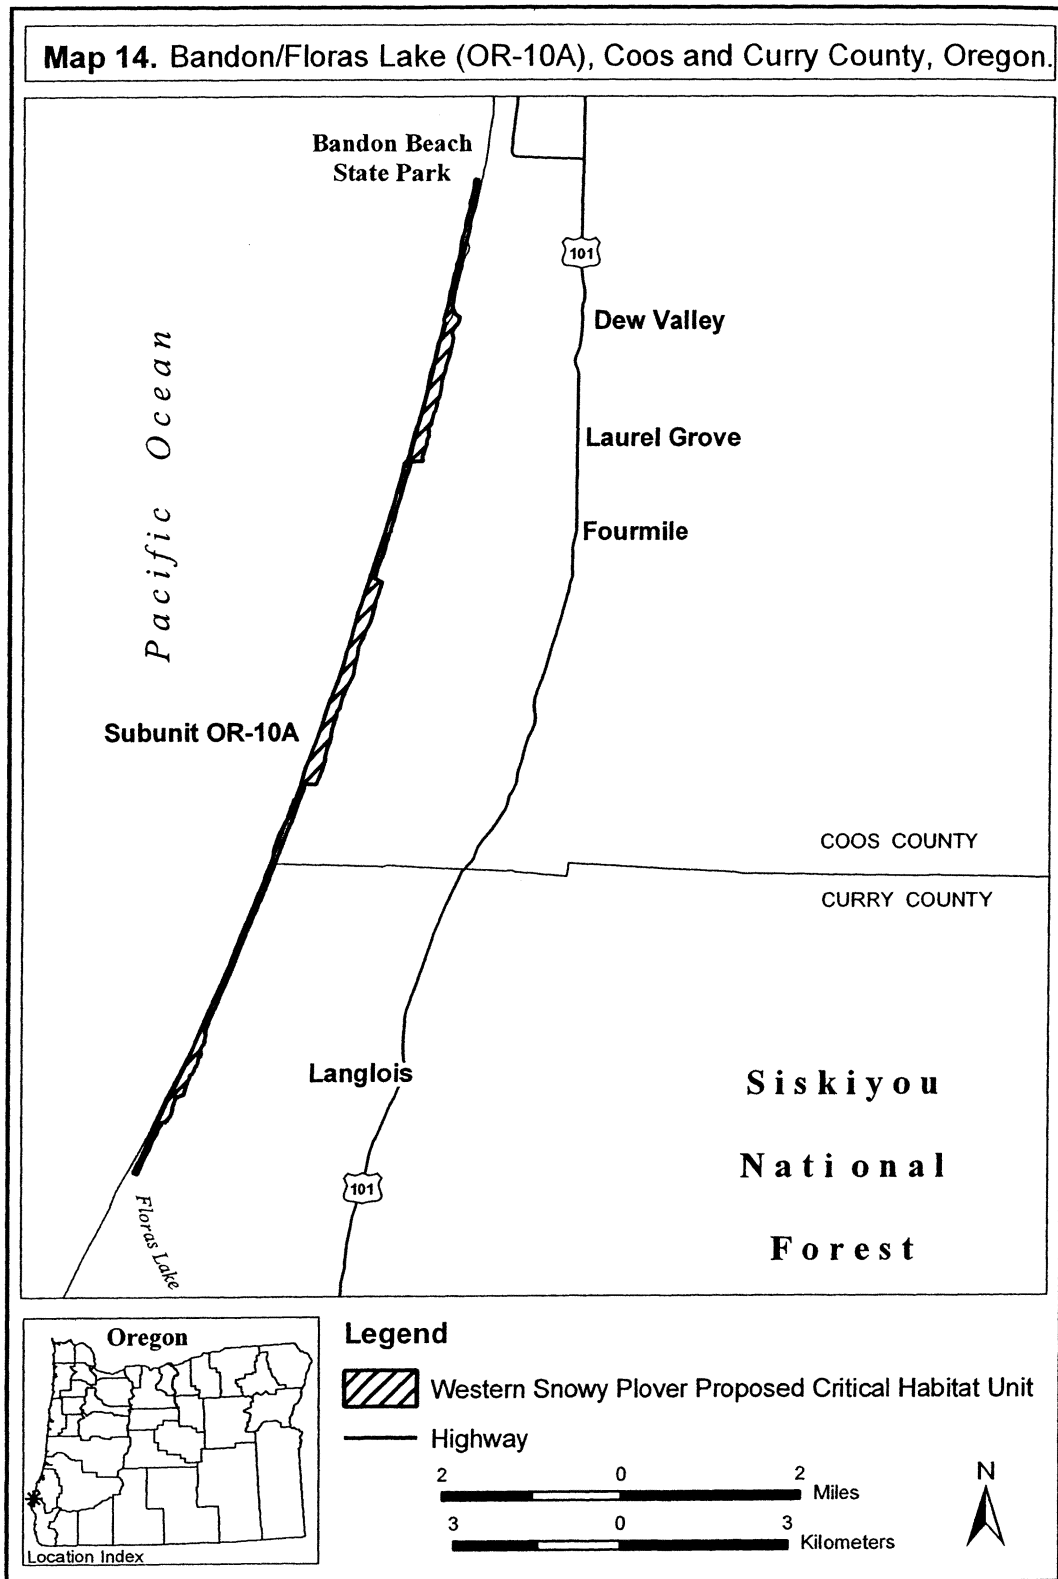 Map 14. Bandon/Floras Lake (OR-10A), Coos and Curry County, Oregon.
Bandon Beach
State Park
101
Dew Valley
Pacific Ocean
Laurel Grove
Fourmile
Subunit OR-10A
COOS COUNTY
CURRY COUNTY
Langlois
Siskiyou
National
Forest
101
Floras Lake
Oregon
Location Index
Legend
Western Snowy Plover Proposed Critical Habitat Unit
Highway
2 0 2
Miles
3 0 3
Kilometers
N